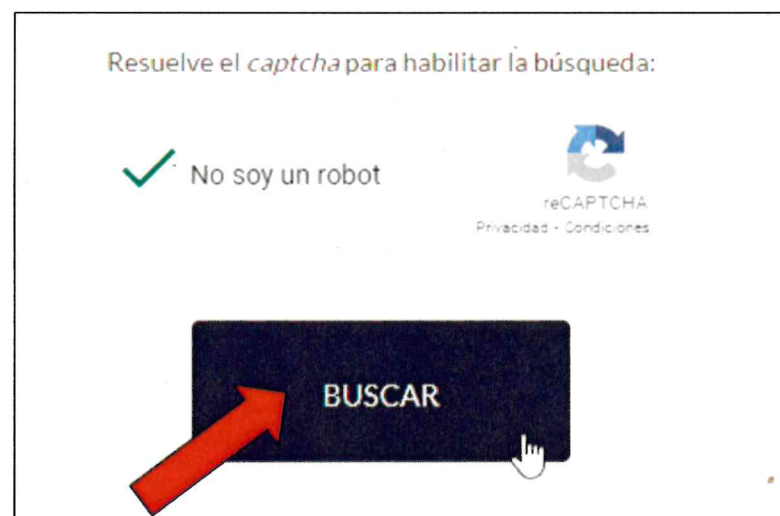 Resuelve el captcha para habilitar la búsqueda:
No soy un robot
reCAPTCHA
Privacidad - Condiciones
BUSCAR